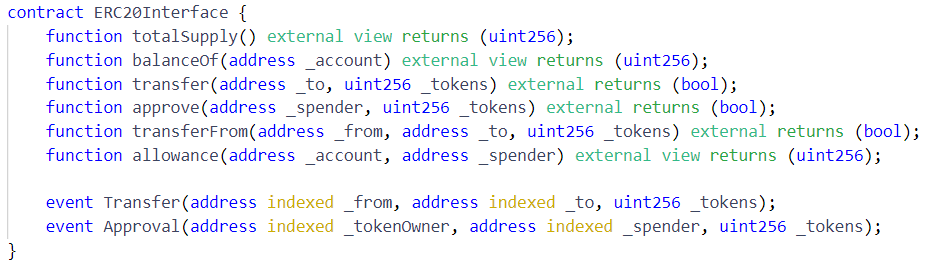 contract ERC20Interface {
    function totalSupply() external view returns (uint256);
    function balanceOf(address _account) external view returns (uint256);
    function transfer(address _to, uint256 _tokens) external returns (bool);
    function approve(address _spender, uint256 _tokens) external returns (bool);
    function transferFrom(address _from, address _to, uint256 _tokens) external returns (bool);
    function allowance(address _account, address _spender) external view returns (uint256);

    event Transfer(address indexed _from, address indexed _to, uint256 _tokens);
    event Approval(address indexed _tokenOwner, address indexed _spender, uint256 _tokens);
}